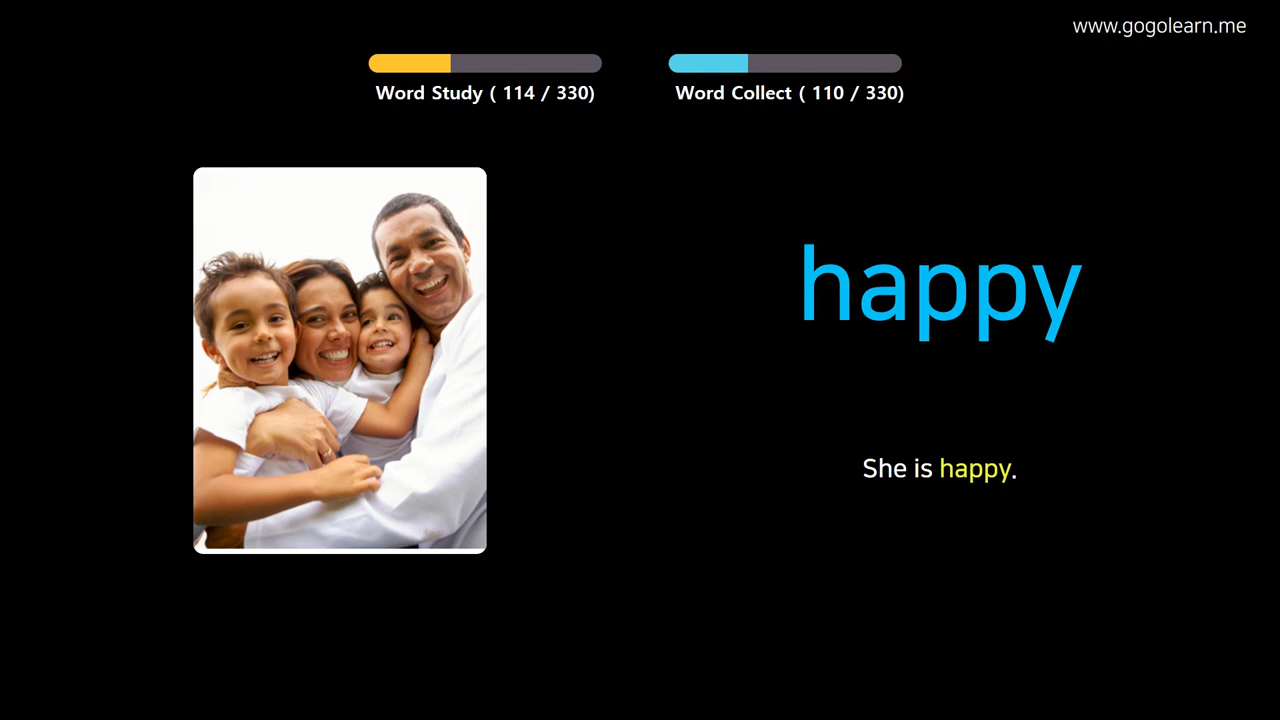 www.gogolearn.me
Word Study ( 114 / 330)
Word Collect ( 110 / 330)
happy
She is happy.